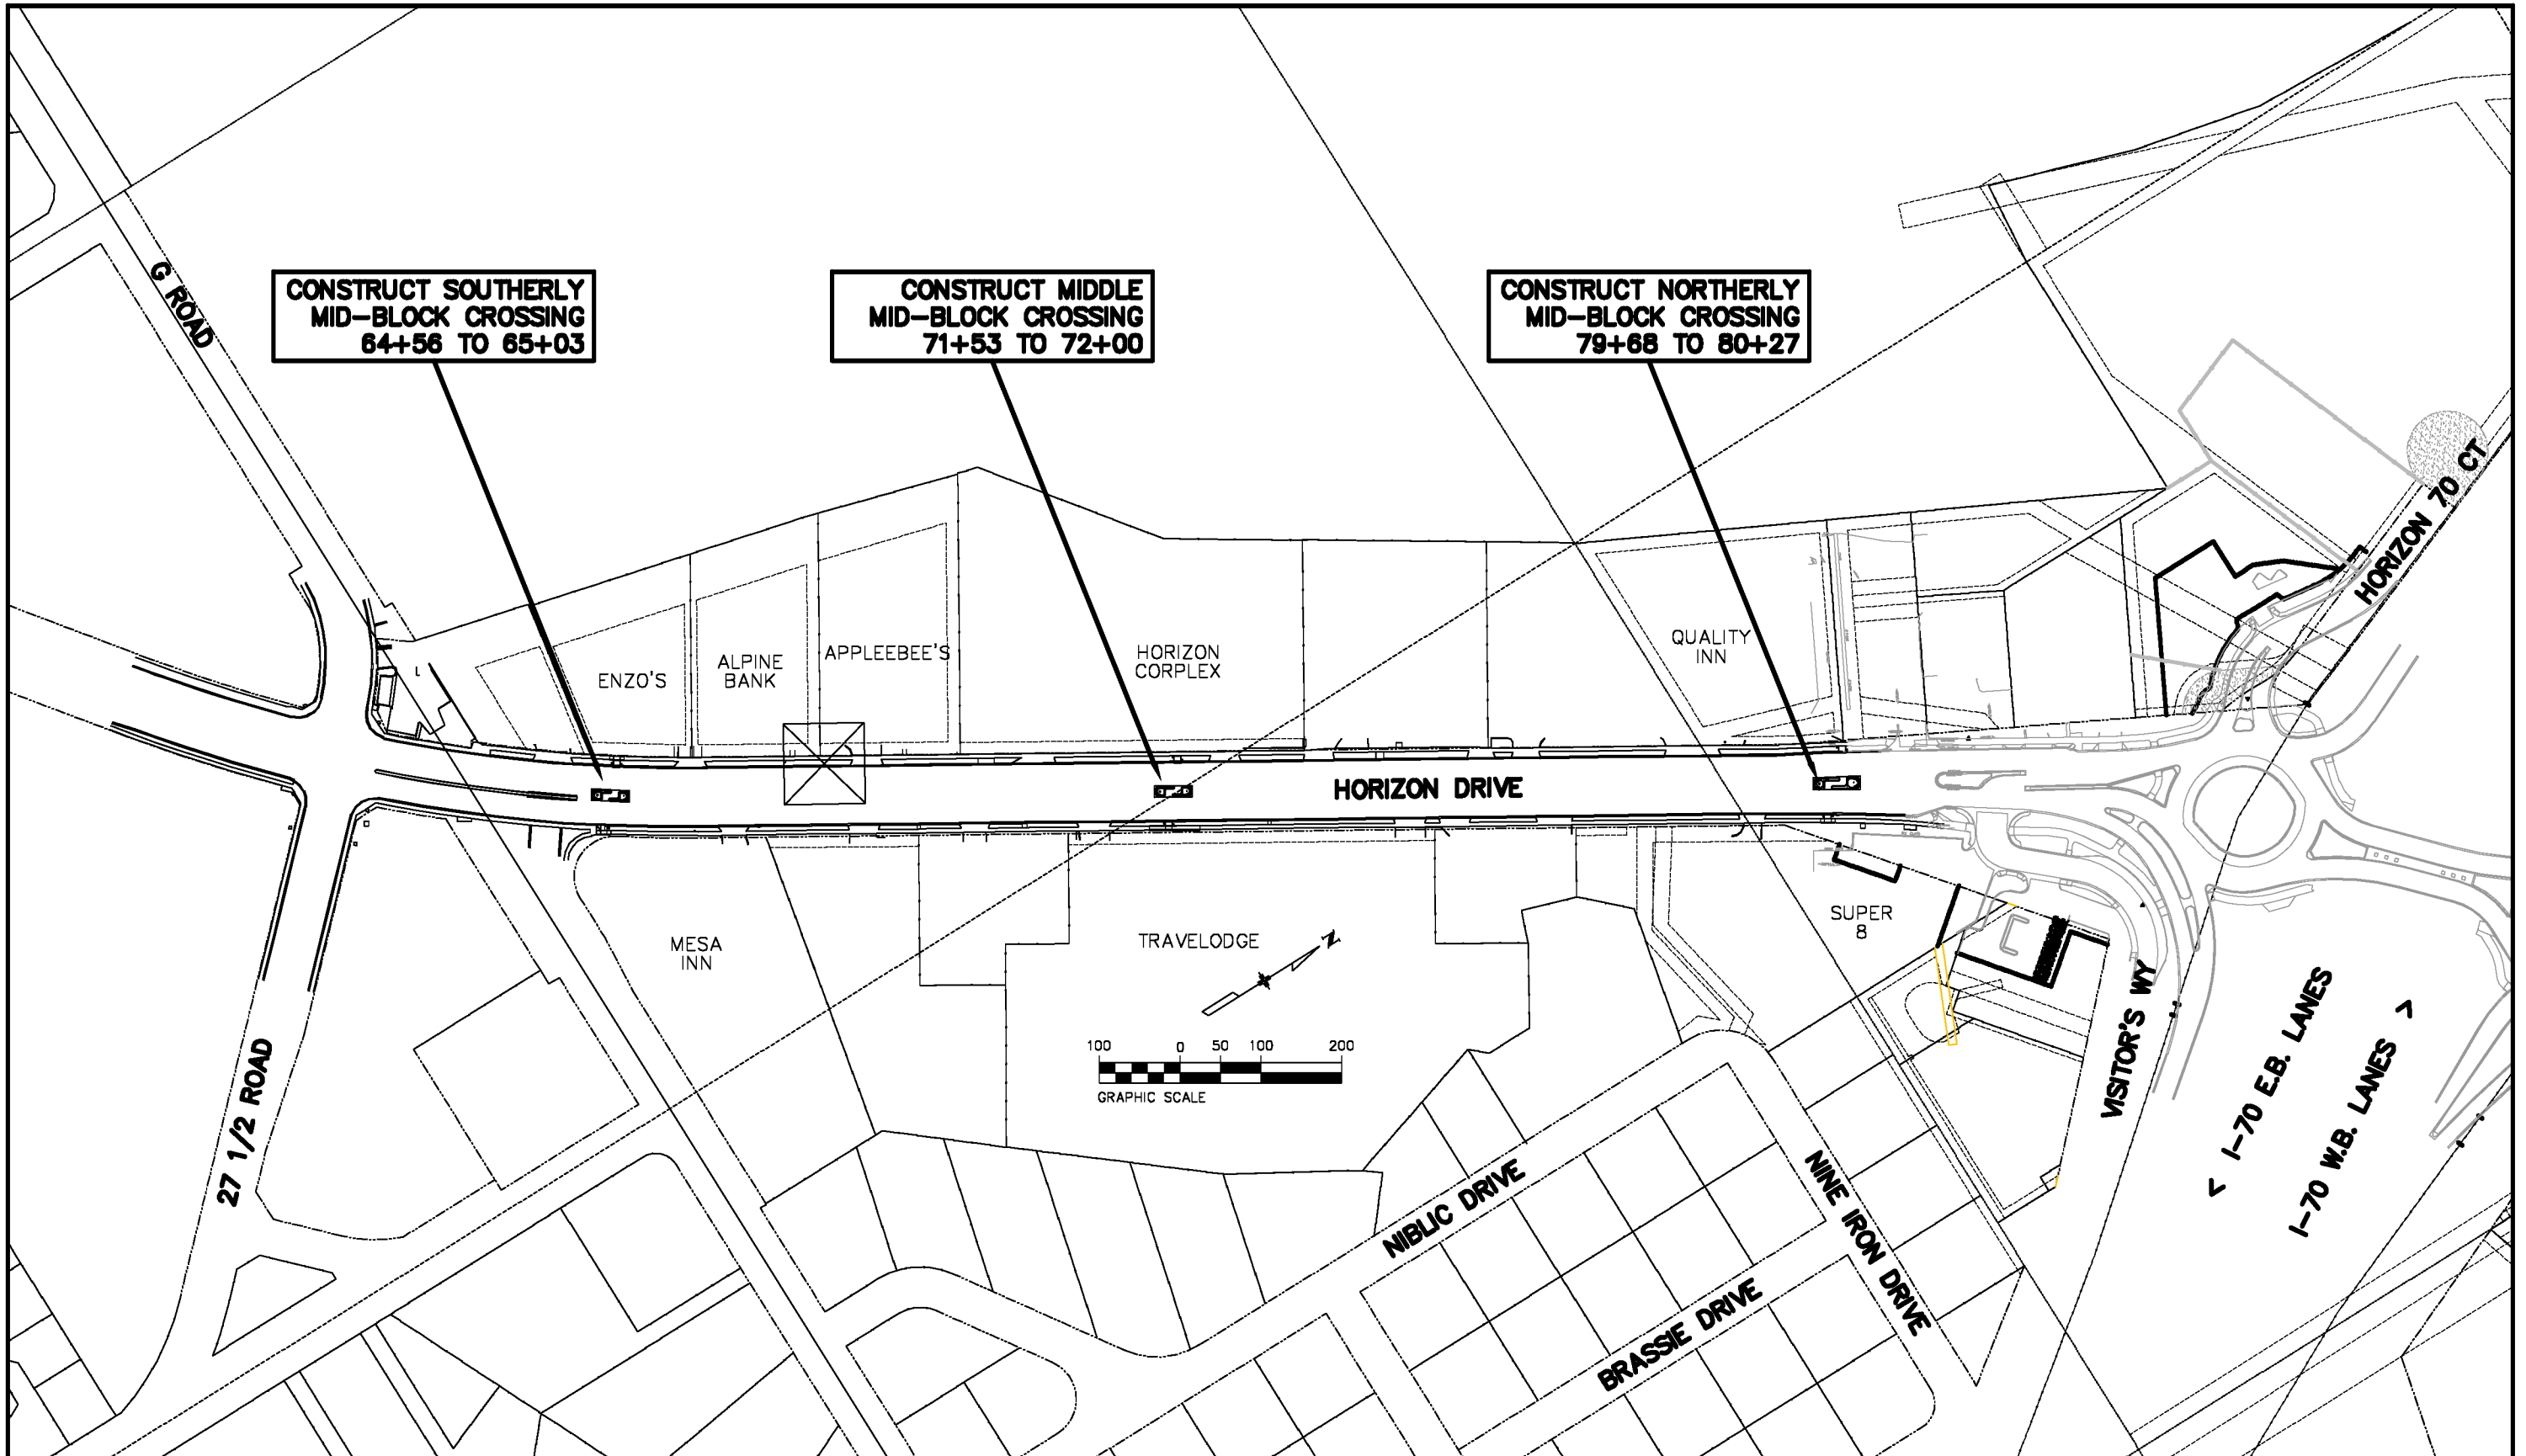 CONSTRUCT SOUTHERLY
MID-BLOCK CROSSING
64+56 TO 65+03
CONSTRUCT MIDDLE
MID-BLOCK CROSSING
71+53 TO 72+00
CONSTRUCT NORTHERLY
MID-BLOCK CROSSING
79+68 TO 80+27
G ROAD
HORIZON 70 CT
ENZO'S
ALPINE
BANK
APPLEEBEE'S
HORIZON
CORPLEX
QUALITY
INN
HORIZON DRIVE
MESA
INN
TRAVELODGE
SUPER
8
N
100 0 50 100 200
GRAPHIC SCALE
27 1/2 ROAD
VISITOR'S WY
< I-70 E.B. LANES
I-70 W.B. LANES >
NIBLIC DRIVE
NINE IRON DRIVE
BRASSIE DRIVE